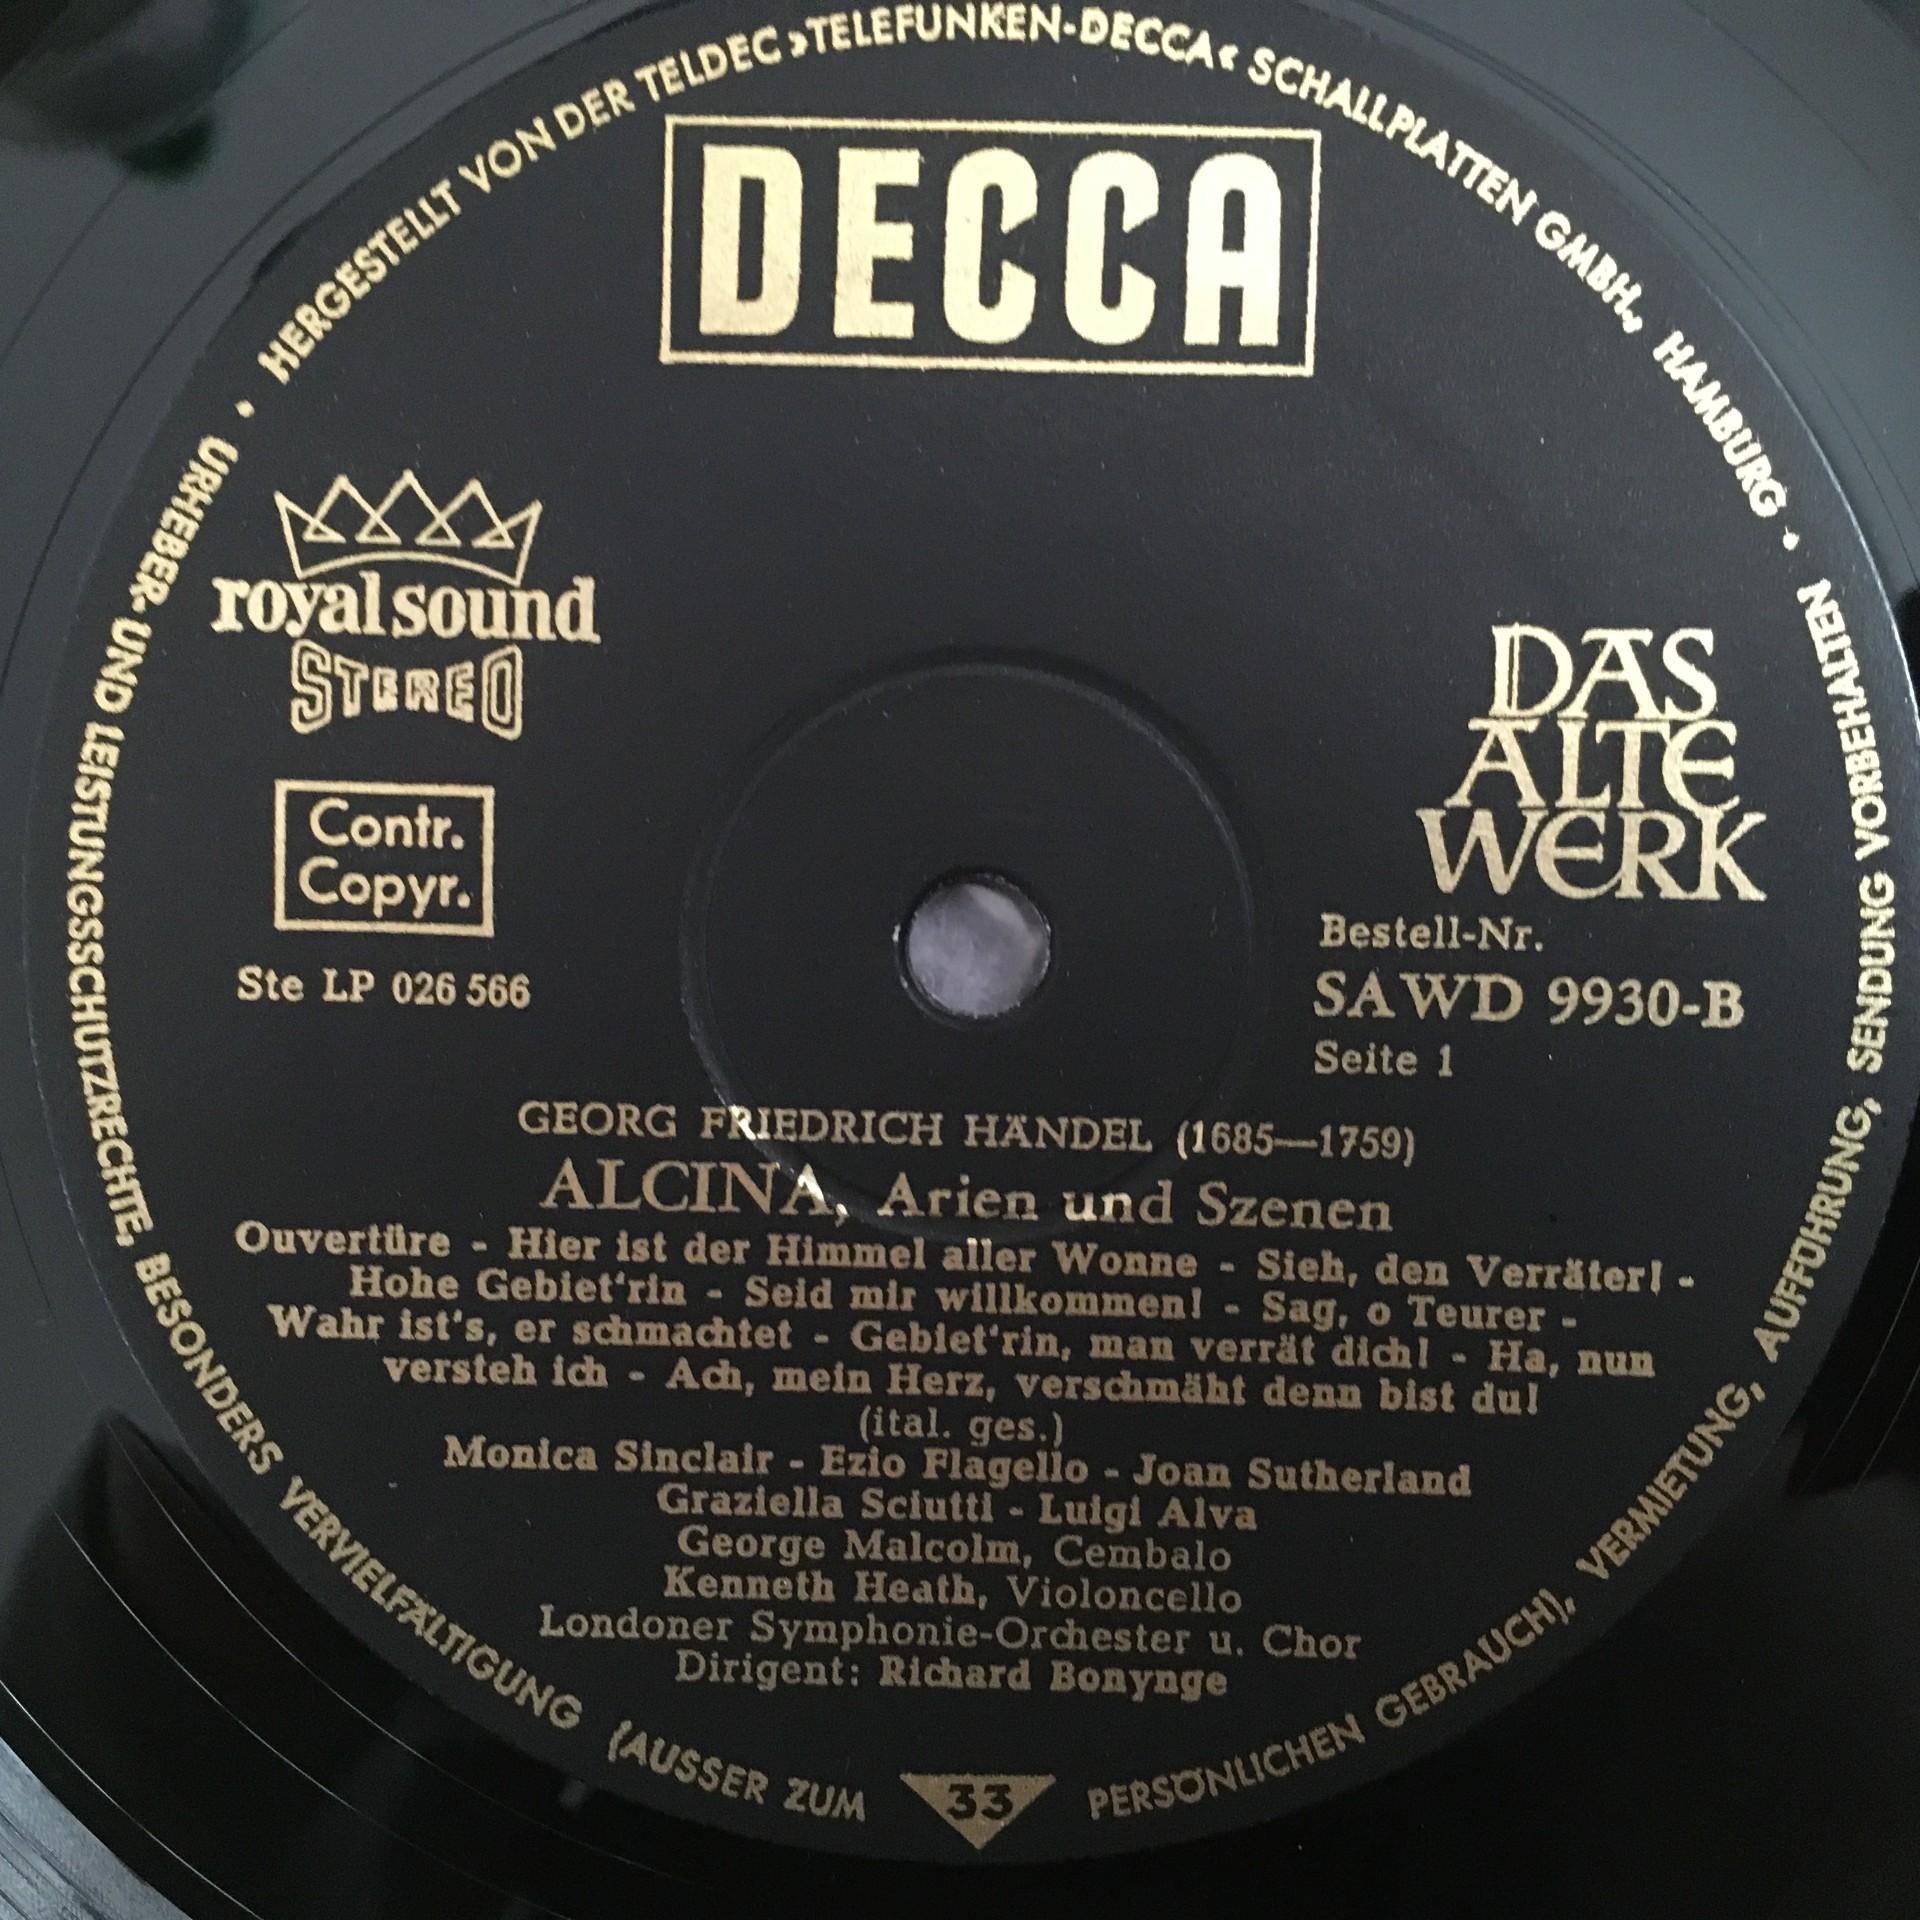 HERGESTELLT VON DER TELDEC »TELEFUNKEN-DECCA« SCHALLPLATTEN GMBH., HAMBURG •
URHEBER- UND LEISTUNGSSCHUTZRECHTE, BESONDERS VERVIELFÄLTIGUNG (AUSSER ZUM PERSÖNLICHEN GEBRAUCH), VERMIETUNG, AUFFÜHRUNG, SENDUNG VORBEHALTEN •
DECCA
royal sound
STEREO
DAS
ALTE
WERK
Contr.
Copyr.
Ste LP 026 566
Bestell-Nr.
SAWD 9930-B
Seite 1
GEORG FRIEDRICH HÄNDEL (1685—1759)
ALCINA, Arien und Szenen
Ouvertüre - Hier ist der Himmel aller Wonne - Sieh, den Verräter! -
Hohe Gebiet'rin - Seid mir willkommen! - Sag, o Teurer -
Wahr ist's, er schmachtet - Gebiet'rin, man verrät dich! - Ha, nun
versteh ich - Ach, mein Herz, verschmäht denn bist du!
(ital. ges.)
Monica Sinclair - Ezio Flagello - Joan Sutherland
Graziella Sciutti - Luigi Alva
George Malcolm, Cembalo
Kenneth Heath, Violoncello
Londoner Symphonie-Orchester u. Chor
Dirigent: Richard Bonynge
33